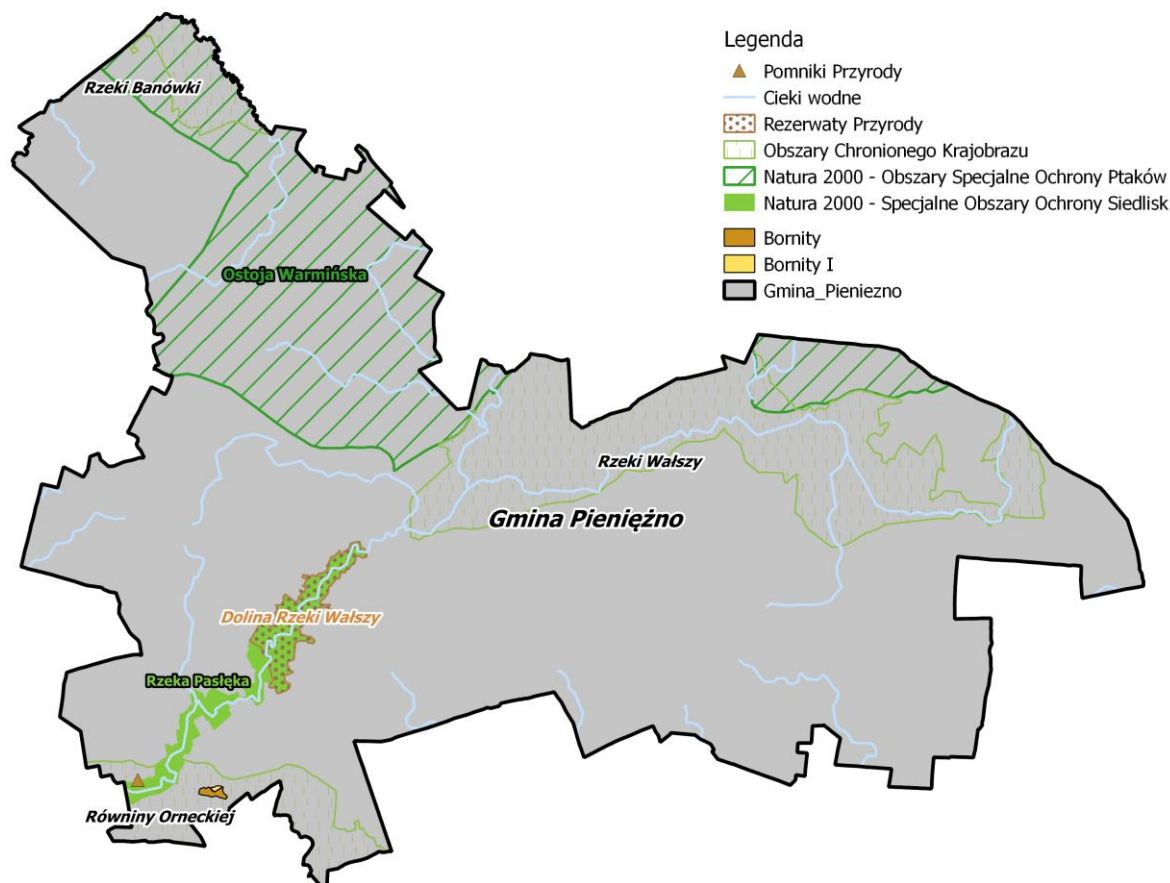 Legenda
Pomniki Przyrody
Cieki wodne
Rezerwaty Przyrody
Obszary Chronionego Krajobrazu
Natura 2000 - Obszary Specjalne Ochrony Ptaków
Natura 2000 - Specjalne Obszary Ochrony Siedlisk
Bornity
Bornity I
Gmina_Pieniezno
Rzeki Banówki
Ostoja Warmińska
Rzeki Wałszy
Gmina Pieniężno
Dolina Rzeki Wałszy
Rzeka Pasłęka
Równiny Orneckiej